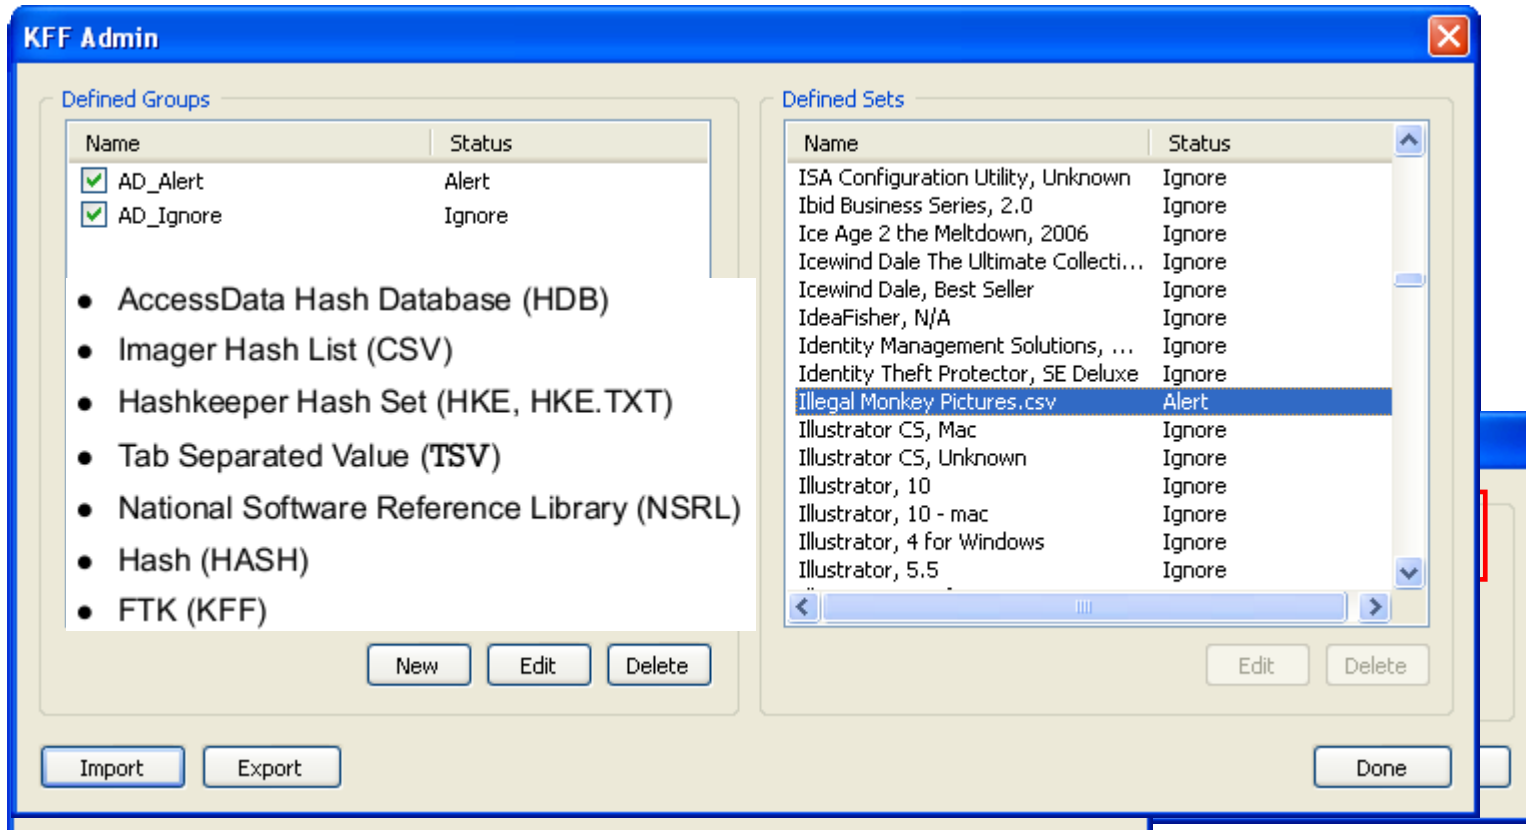 KFF Admin
Defined Groups
Name Status
AD_Alert Alert
AD_Ignore Ignore
● AccessData Hash Database (HDB)
● Imager Hash List (CSV)
● Hashkeeper Hash Set (HKE, HKE.TXT)
● Tab Separated Value (TSV)
● National Software Reference Library (NSRL)
● Hash (HASH)
● FTK (KFF)
New Edit Delete
Defined Sets
Name Status
ISA Configuration Utility, Unknown Ignore
Ibid Business Series, 2.0 Ignore
Ice Age 2 the Meltdown, 2006 Ignore
Icewind Dale The Ultimate Collecti... Ignore
Icewind Dale, Best Seller Ignore
IdeaFisher, N/A Ignore
Identity Management Solutions, ... Ignore
Identity Theft Protector, SE Deluxe Ignore
Illegal Monkey Pictures.csv Alert
Illustrator CS, Mac Ignore
Illustrator CS, Unknown Ignore
Illustrator, 10 Ignore
Illustrator, 10 - mac Ignore
Illustrator, 4 for Windows Ignore
Illustrator, 5.5 Ignore
Edit Delete
Import Export Done